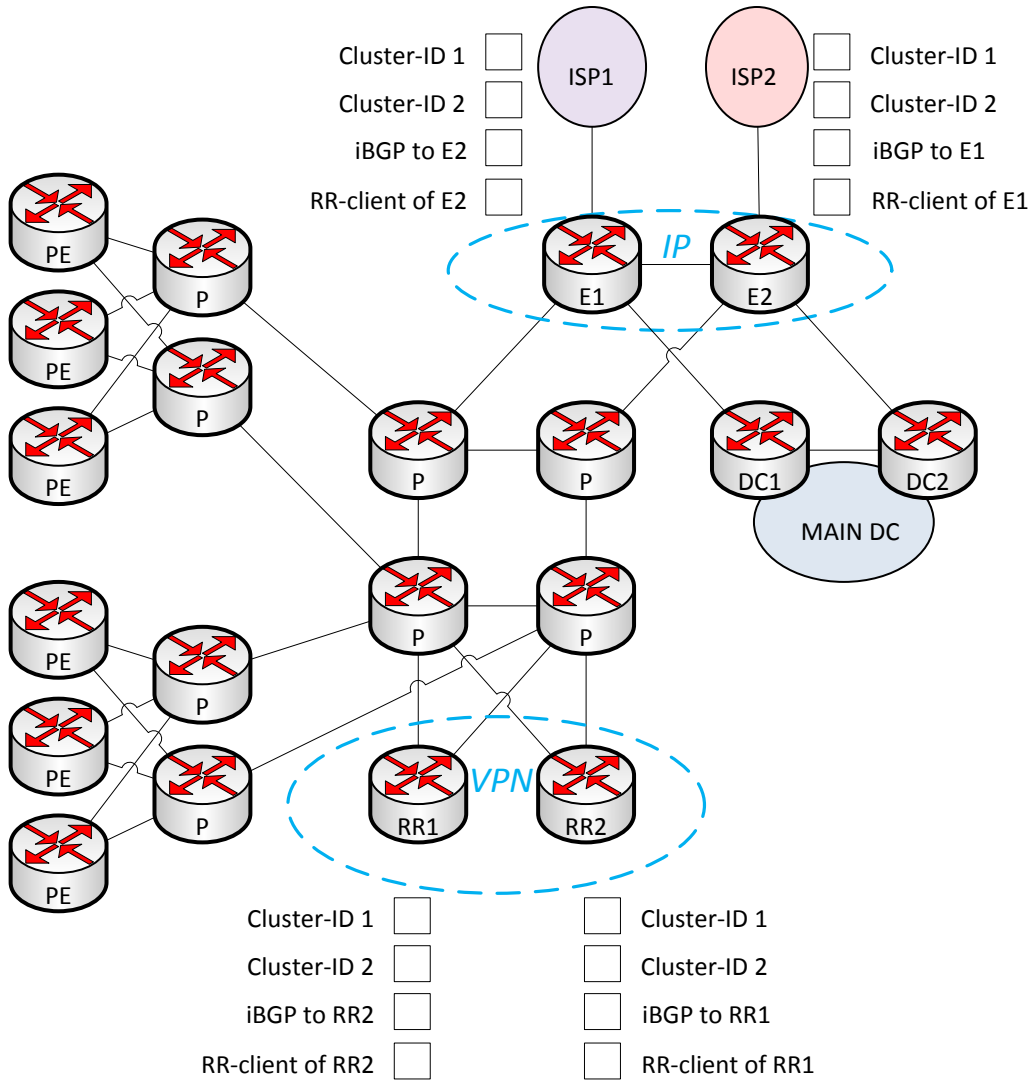 Cluster-ID 1
Cluster-ID 2
iBGP to E2
RR-client of E2
ISP1
ISP2
Cluster-ID 1
Cluster-ID 2
iBGP to E1
RR-client of E1
IP
E1
E2
PE
P
PE
P
PE
P
P
DC1
DC2
MAIN DC
P
P
PE
P
PE
P
PE
VPN
RR1
RR2
Cluster-ID 1
Cluster-ID 2
iBGP to RR2
RR-client of RR2
Cluster-ID 1
Cluster-ID 2
iBGP to RR1
RR-client of RR1